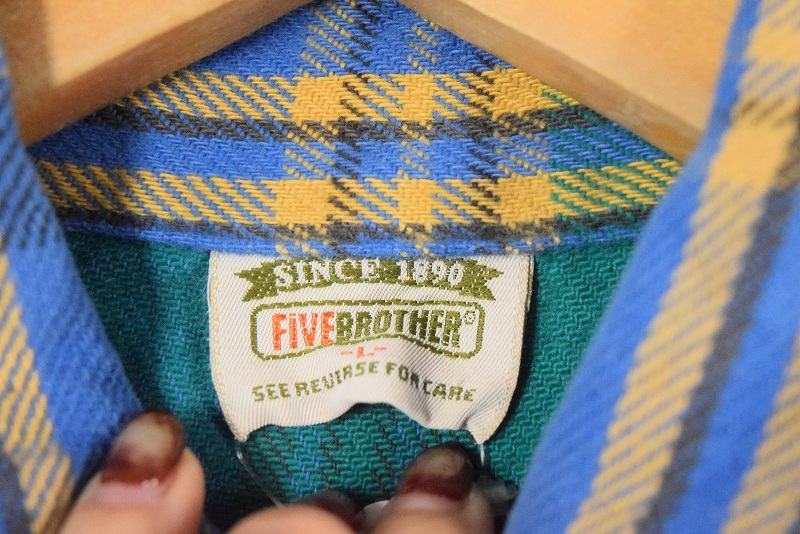 SINCE 1890
FIVEBROTHER®
-L-
SEE REVERSE FOR CARE